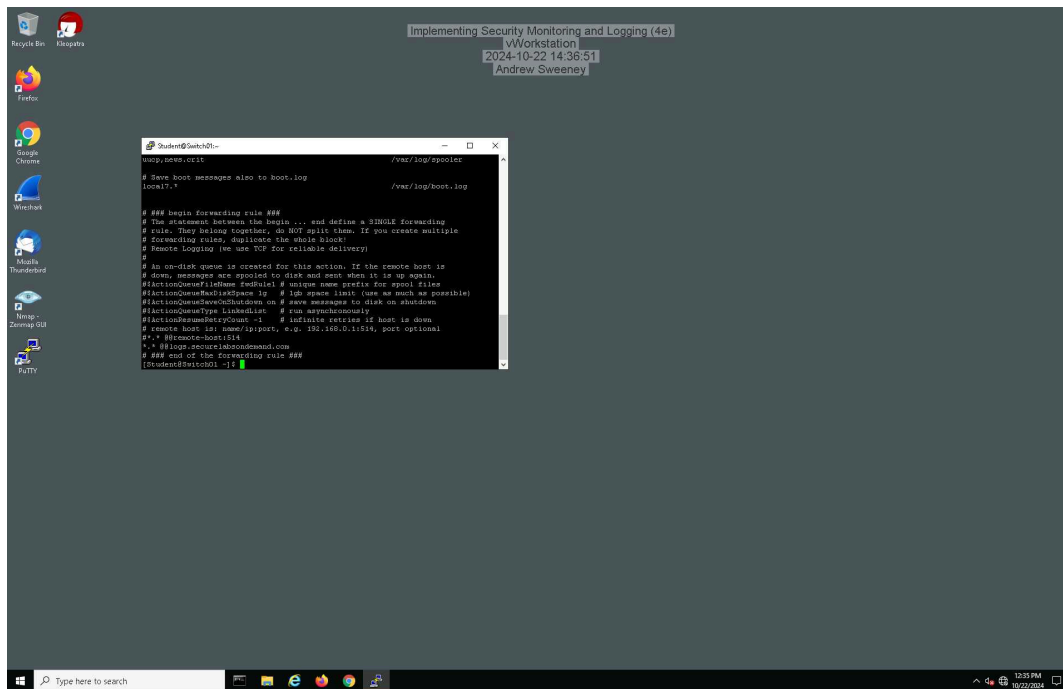 Implementing Security Monitoring and Logging (4e)
vWorkstation
2024-10-22 14:36:51
Andrew Sweeney
Recycle Bin
Kleopatra
Firefox
Google
Chrome
Wireshark
Mozilla
Thunderbird
Nmap -
Zenmap GUI
PuTTY
Student@Switch01:~
uucp,news.crit /var/log/spooler
# Save boot messages also to boot.log
local7.* /var/log/boot.log
# ### begin forwarding rule ###
# The statement between the begin ... end define a SINGLE forwarding
# rule. They belong together, do NOT split them. If you create multiple
# forwarding rules, duplicate the whole block!
# Remote Logging (we use TCP for reliable delivery)
#
# An on-disk queue is created for this action. If the remote host is
# down, messages are spooled to disk and sent when it is up again.
#$ActionQueueFileName fwdRule1 # unique name prefix for spool files
#$ActionQueueMaxDiskSpace 1g # 1gb space limit (use as much as possible)
#$ActionQueueSaveOnShutdown on # save messages to disk on shutdown
#$ActionQueueType LinkedList # run asynchronously
#$ActionResumeRetryCount -1 # infinite retries if host is down
# remote host is: name/ip:port, e.g. 192.168.0.1:514, port optional
#*.* @@remote-host:514
*.* @@logs.securelabsondemand.com
# ### end of the forwarding rule ###
[Student@Switch01 ~]$
Type here to search
12:35 PM
10/22/2024